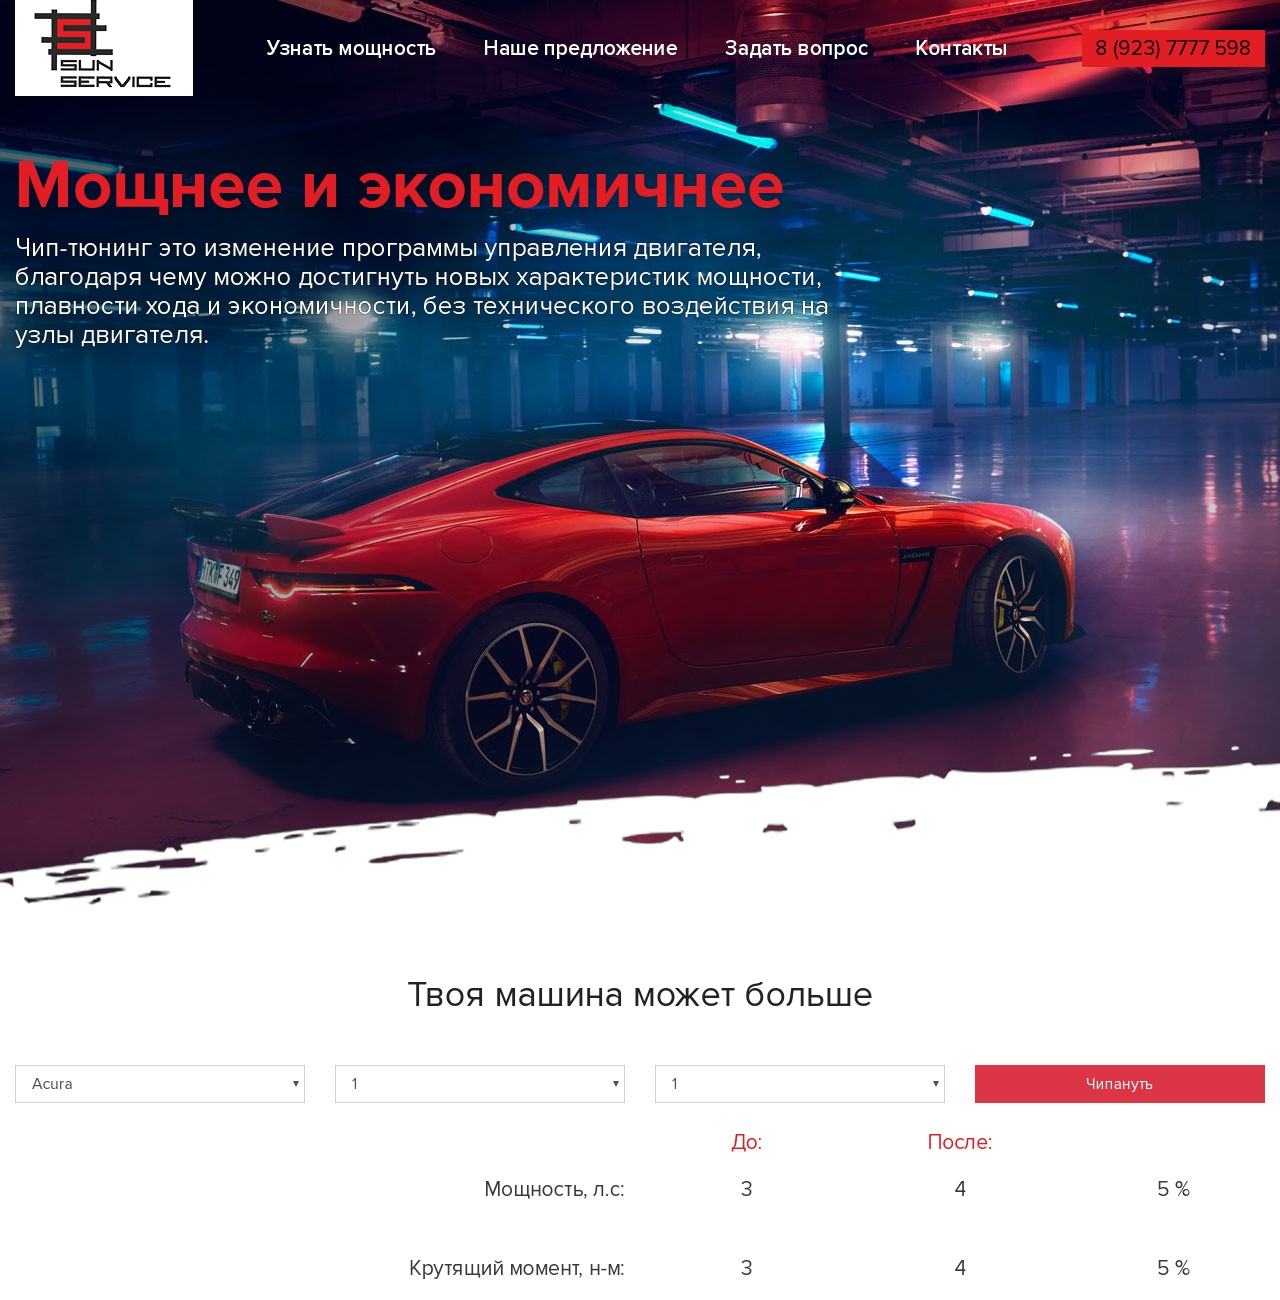 SUN
SERVICE
Узнать мощность
Наше предложение
Задать вопрос
Контакты
8 (923) 7777 598
Мощнее и экономичнее
Чип-тюнинг это изменение программы управления двигателя,
благодаря чему можно достигнуть новых характеристик мощности,
плавности хода и экономичности, без технического воздействия на
узлы двигателя.
JAGUAR
Твоя машина может больше
Acura
1
1
Чипануть
До:
После:
Мощность, л.с: 3 4 5 %
Крутящий момент, н-м: 3 4 5 %